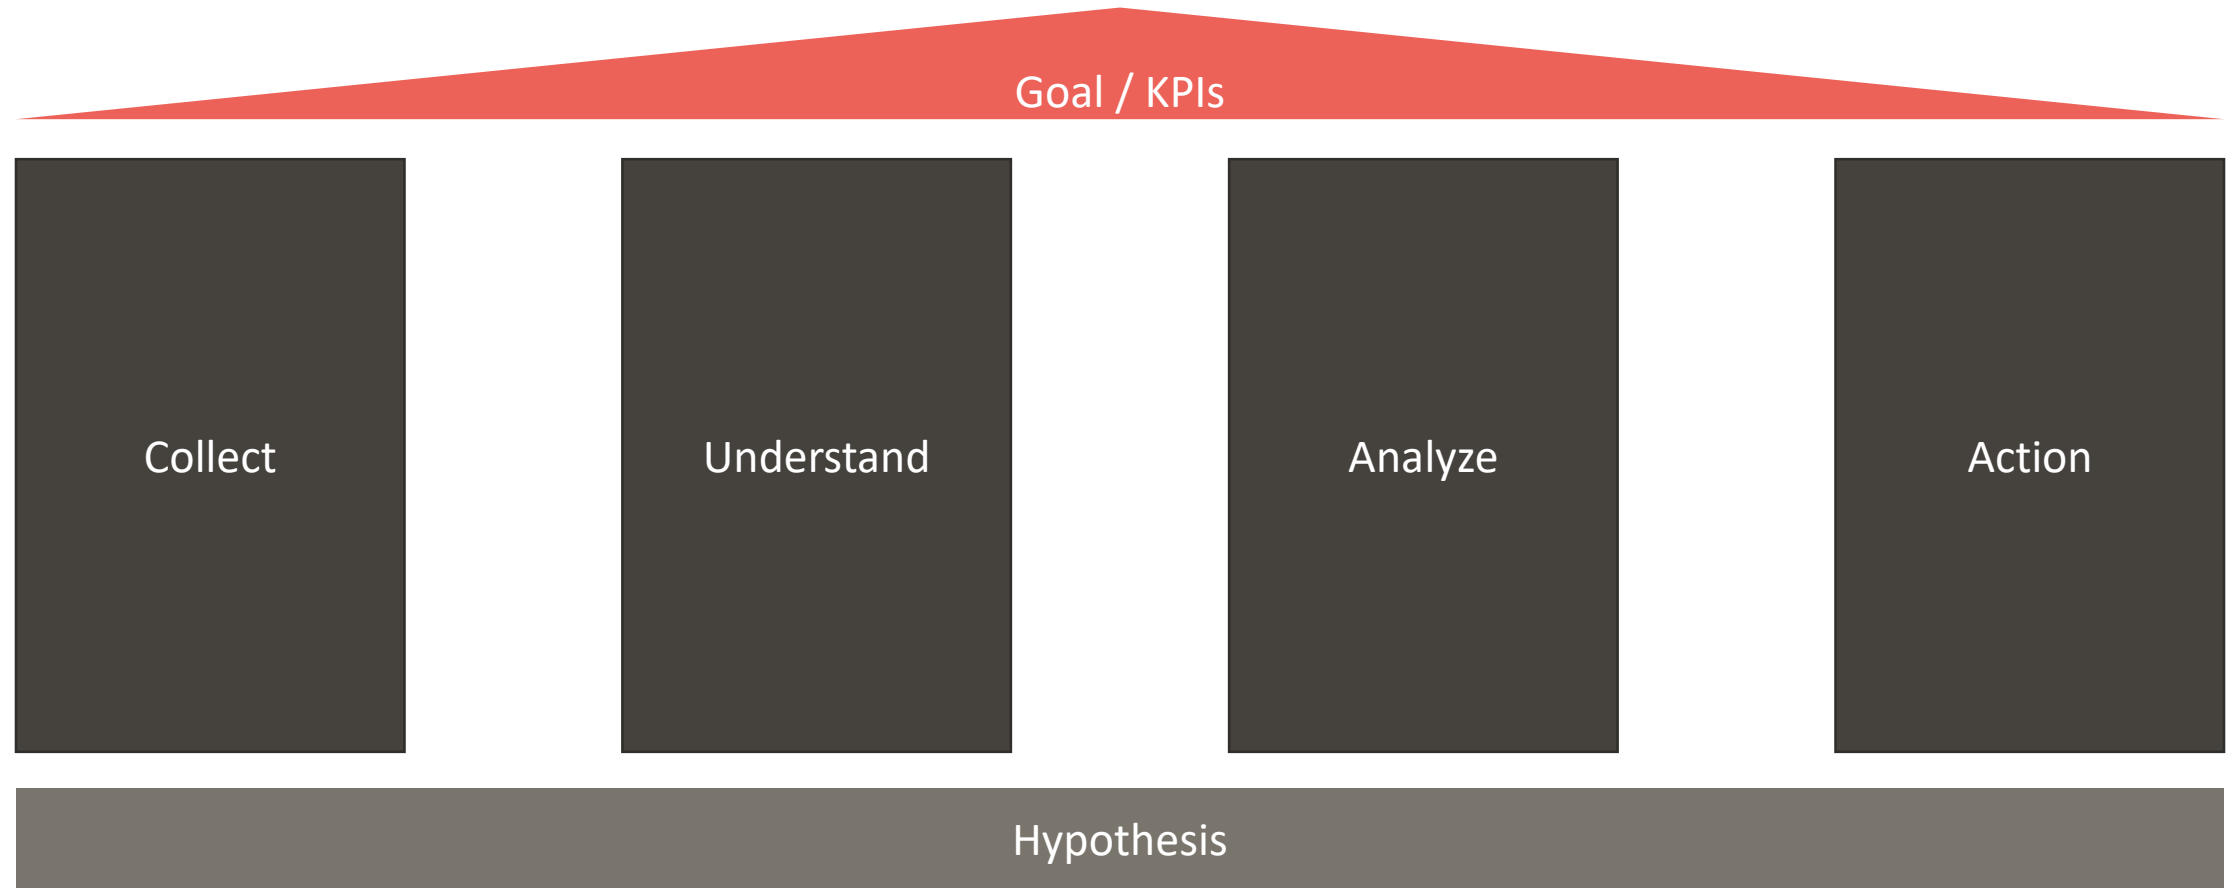 Goal / KPIs
Collect
Understand
Analyze
Action
Hypothesis